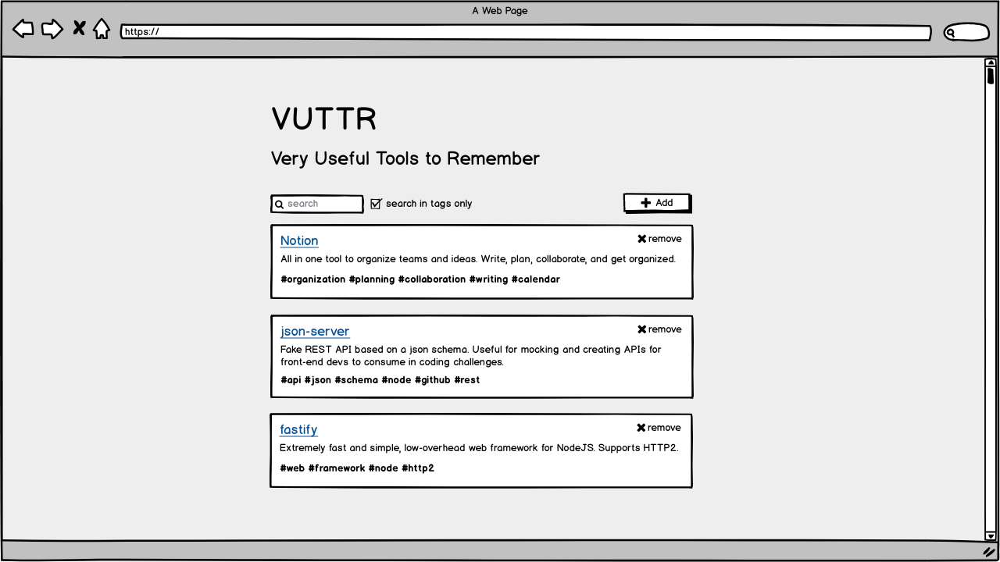 A Web Page
https://
VUTTR
Very Useful Tools to Remember
search
search in tags only
Add
Notion
remove
All in one tool to organize teams and ideas. Write, plan, collaborate, and get organized.
#organization #planning #collaboration #writing #calendar
json-server
remove
Fake REST API based on a json schema. Useful for mocking and creating APIs for
front-end devs to consume in coding challenges.
#api #json #schema #node #github #rest
fastify
remove
Extremely fast and simple, low-overhead web framework for NodeJS. Supports HTTP2.
#web #framework #node #http2